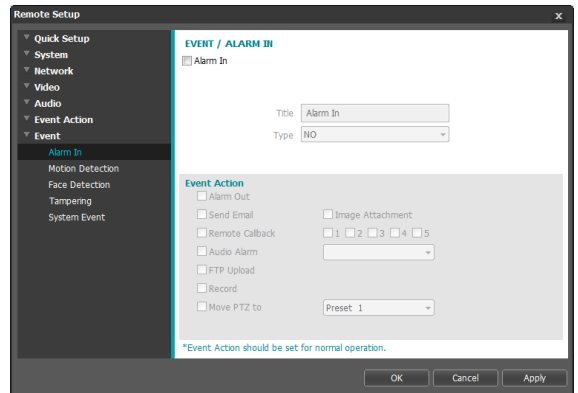 Remote Setup x
Quick Setup
System
Network
Video
Audio
Event Action
Event
Alarm In
Motion Detection
Face Detection
Tampering
System Event
EVENT / ALARM IN
Alarm In
Title Alarm In
Type NO
Event Action
Alarm Out
Send Email Image Attachment
Remote Callback 1 2 3 4 5
Audio Alarm
FTP Upload
Record
Move PTZ to Preset 1
*Event Action should be set for normal operation.
OK Cancel Apply